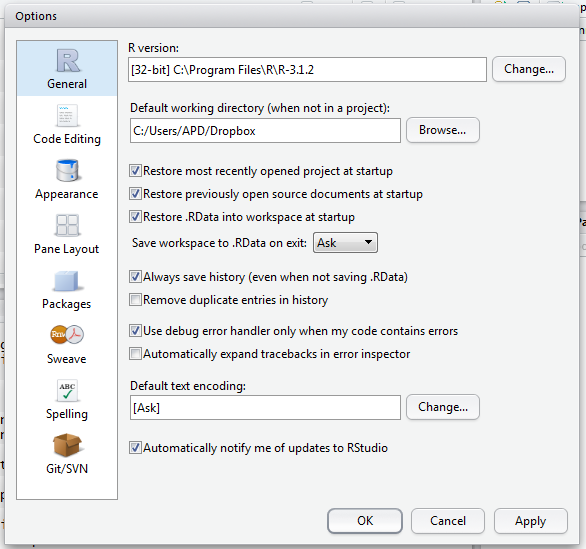 Options
R version:
[32-bit] C:\Program Files\R\R-3.1.2
Change...
General
Default working directory (when not in a project):
C:/Users/APD/Dropbox
Browse...
Code Editing
Restore most recently opened project at startup
Restore previously open source documents at startup
Appearance
Restore .RData into workspace at startup
Save workspace to .RData on exit: Ask
Pane Layout
Always save history (even when not saving .RData)
Remove duplicate entries in history
Packages
Use debug error handler only when my code contains errors
Automatically expand tracebacks in error inspector
Rnw
Sweave
Default text encoding:
[Ask]
Change...
ABC
Spelling
Automatically notify me of updates to RStudio
Git/SVN
OK
Cancel
Apply